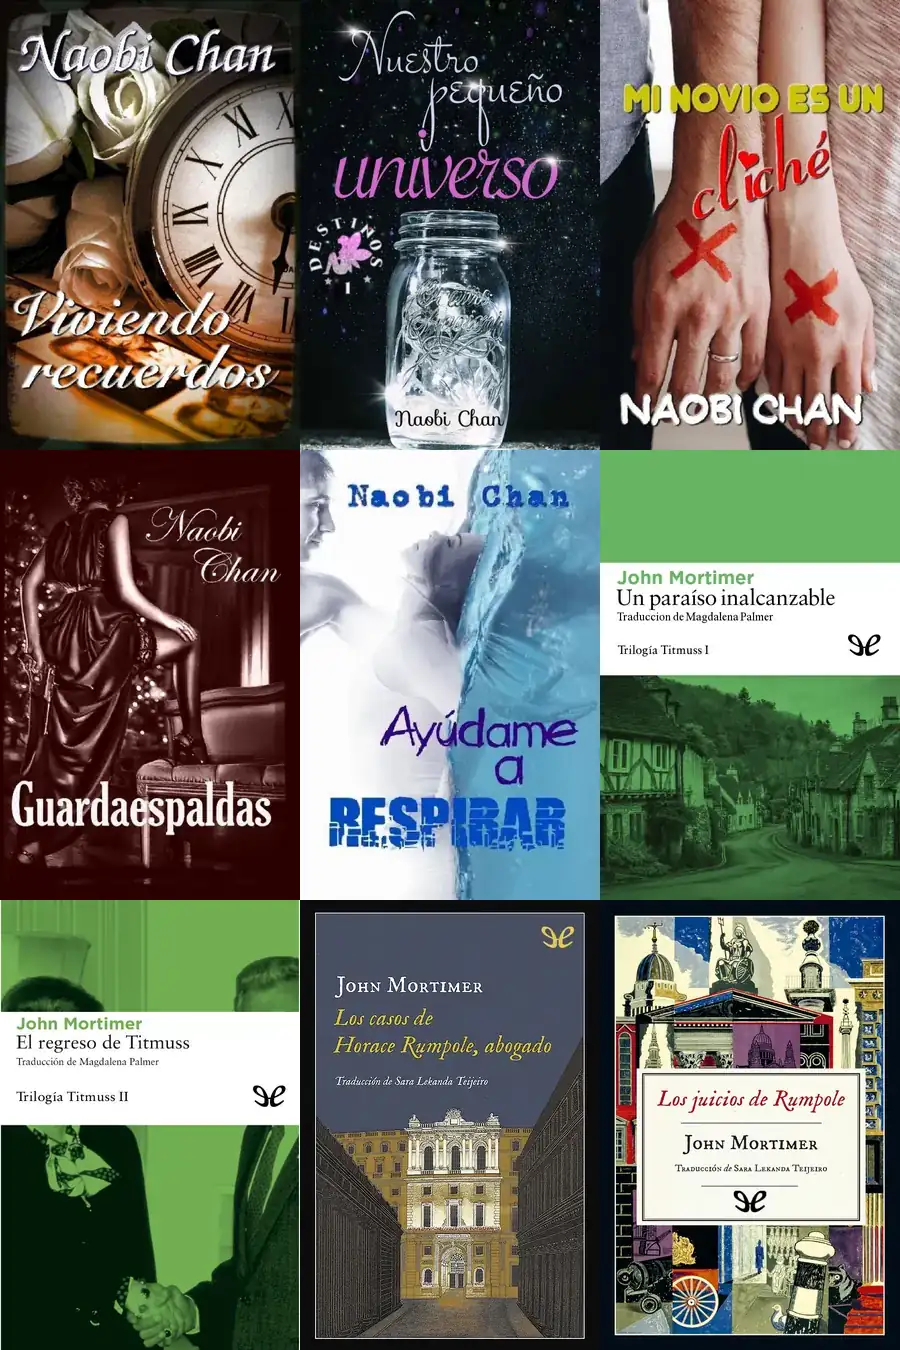 Naobi Chan
Viviendo
recuerdos
Nuestro
pequeño
universo
DESTINOS
I
Naobi Chan
MI NOVIO ES UN
cliché
NAOBI CHAN
Naobi
Chan
Guardaespaldas
Naobi Chan
Ayúdame
a
RESPIRAR
John Mortimer
Un paraíso inalcanzable
Traduccion de Magdalena Palmer
Trilogía Titmuss I
John Mortimer
El regreso de Titmuss
Traducción de Magdalena Palmer
Trilogía Titmuss II
JOHN MORTIMER
Los casos de
Horace Rumpole, abogado
Traducción de Sara Lekanda Teijeiro
Los juicios de Rumpole
JOHN MORTIMER
TRADUCCIÓN de SARA LEKANDA TEIJEIRO